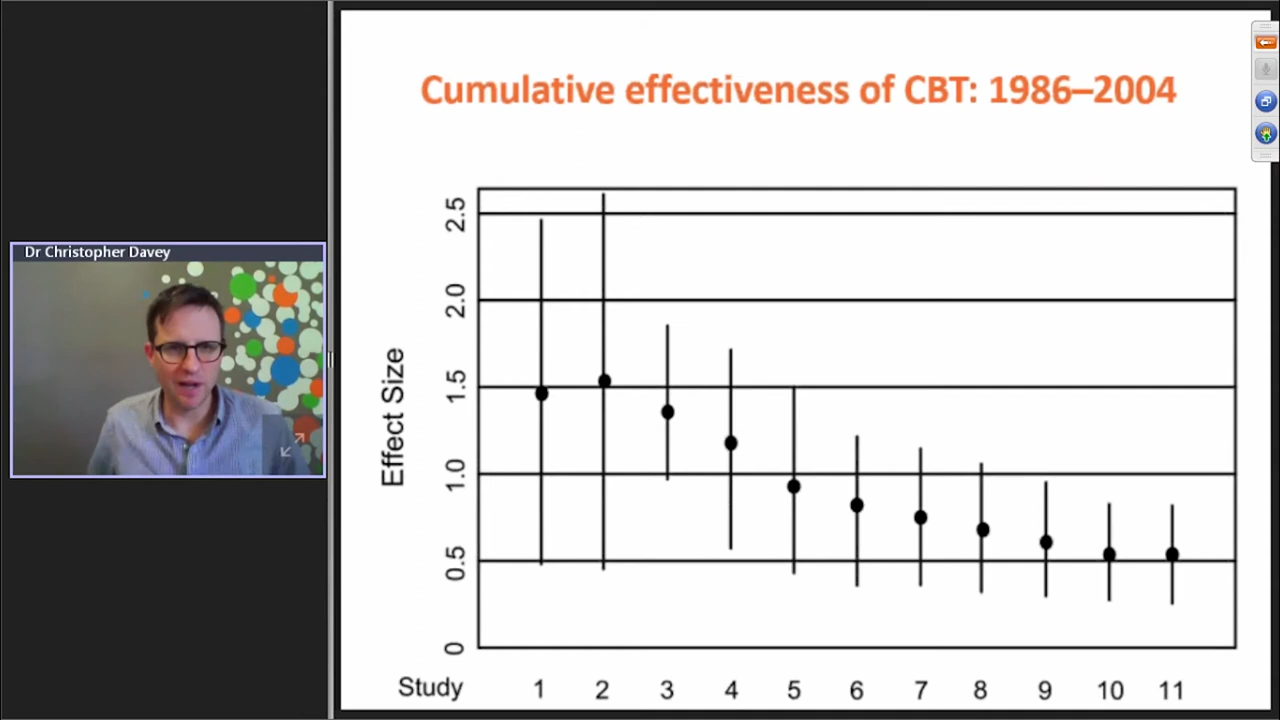 Dr Christopher Davey
Cumulative effectiveness of CBT: 1986–2004
Effect Size
2.5
2.0
1.5
1.0
0.5
0
Study 1 2 3 4 5 6 7 8 9 10 11